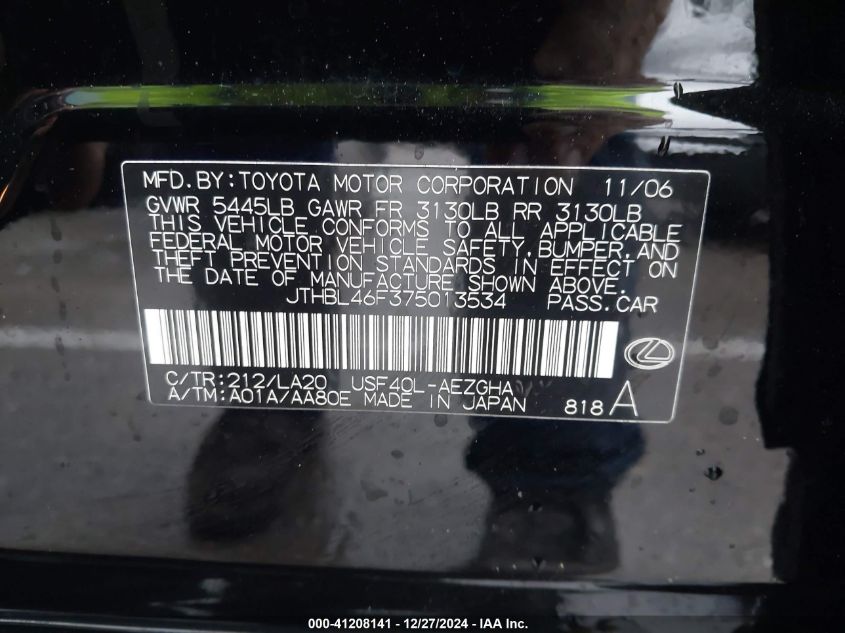 MFD.BY:TOYOTA MOTOR CORPORATION 11/06
GVWR 5445LB GAWR FR 3130LB RR 3130LB
THIS VEHICLE CONFORMS TO ALL APPLICABLE
FEDERAL MOTOR VEHICLE SAFETY,BUMPER,AND
THEFT PREVENTION STANDARDS IN EFFECT ON
THE DATE OF MANUFACTURE SHOWN ABOVE.
JTHBL46F375013534 PASS.CAR
C/TR:212/LA20 USF40L-AEZGHA
A/TM:A01A/AA80E MADE IN JAPAN 818A
000-41208141 - 12/27/2024 - IAA Inc.